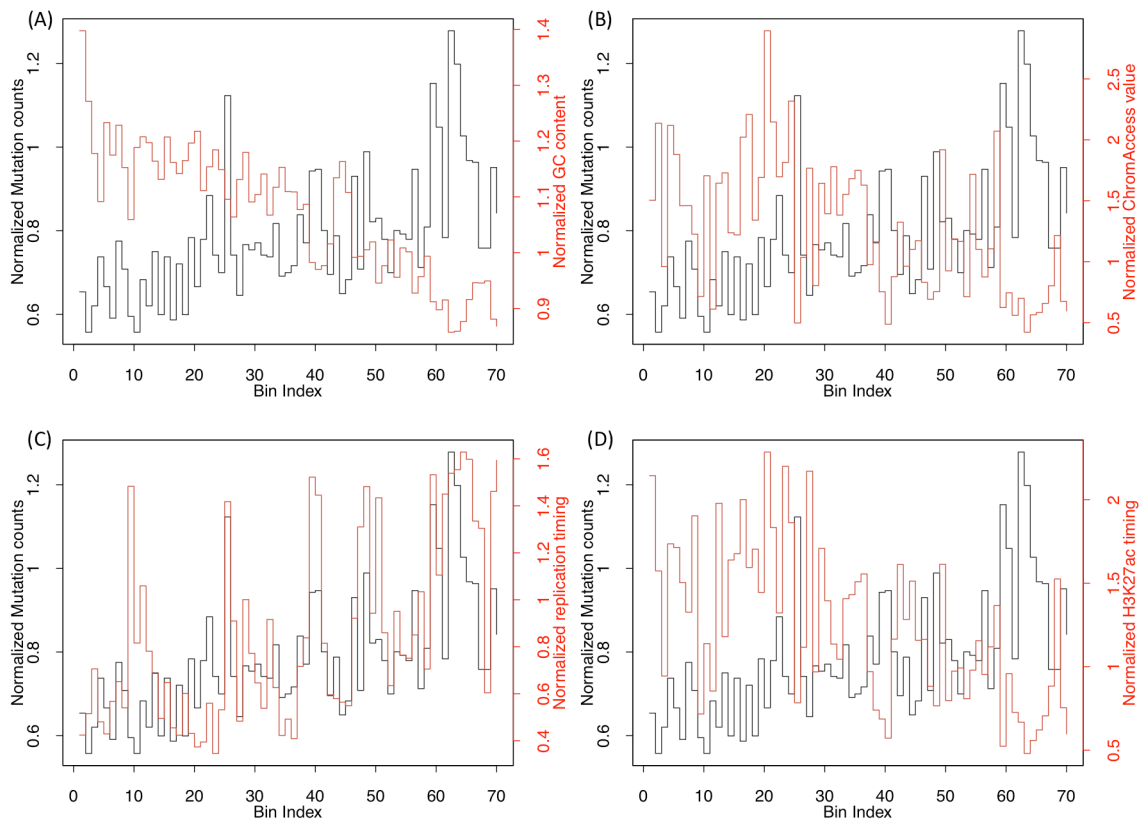 (A)
Normalized Mutation counts
0.6 0.8 1 1.2
0.9 1 1.1 1.2 1.3 1.4
Normalized GC content
0 10 20 30 40 50 60 70
Bin Index
(B)
Normalized Mutation counts
0.6 0.8 1 1.2
0.5 1 1.5 2 2.5
Normalized ChromAccess value
0 10 20 30 40 50 60 70
Bin Index
(C)
Normalized Mutation counts
0.6 0.8 1 1.2
0.4 0.6 0.8 1 1.2 1.4 1.6
Normalized replication timing
0 10 20 30 40 50 60 70
Bin Index
(D)
Normalized Mutation counts
0.6 0.8 1 1.2
0.5 1 1.5 2
Normalized H3K27ac timing
0 10 20 30 40 50 60 70
Bin Index